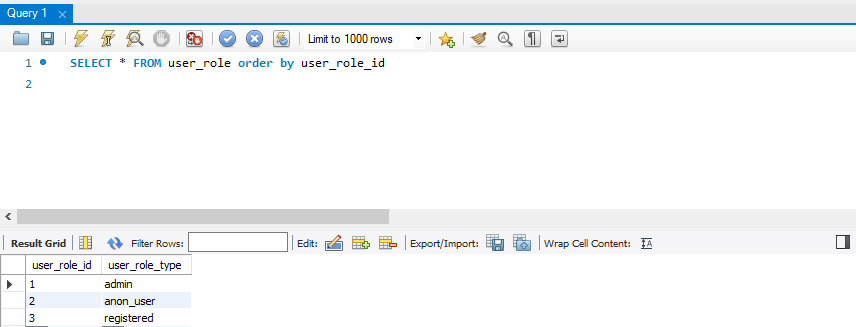 Query 1
Limit to 1000 rows
1 SELECT * FROM user_role order by user_role_id
2
Result Grid Filter Rows: Edit: Export/Import: Wrap Cell Content: IA
user_role_id user_role_type
1 admin
2 anon_user
3 registered